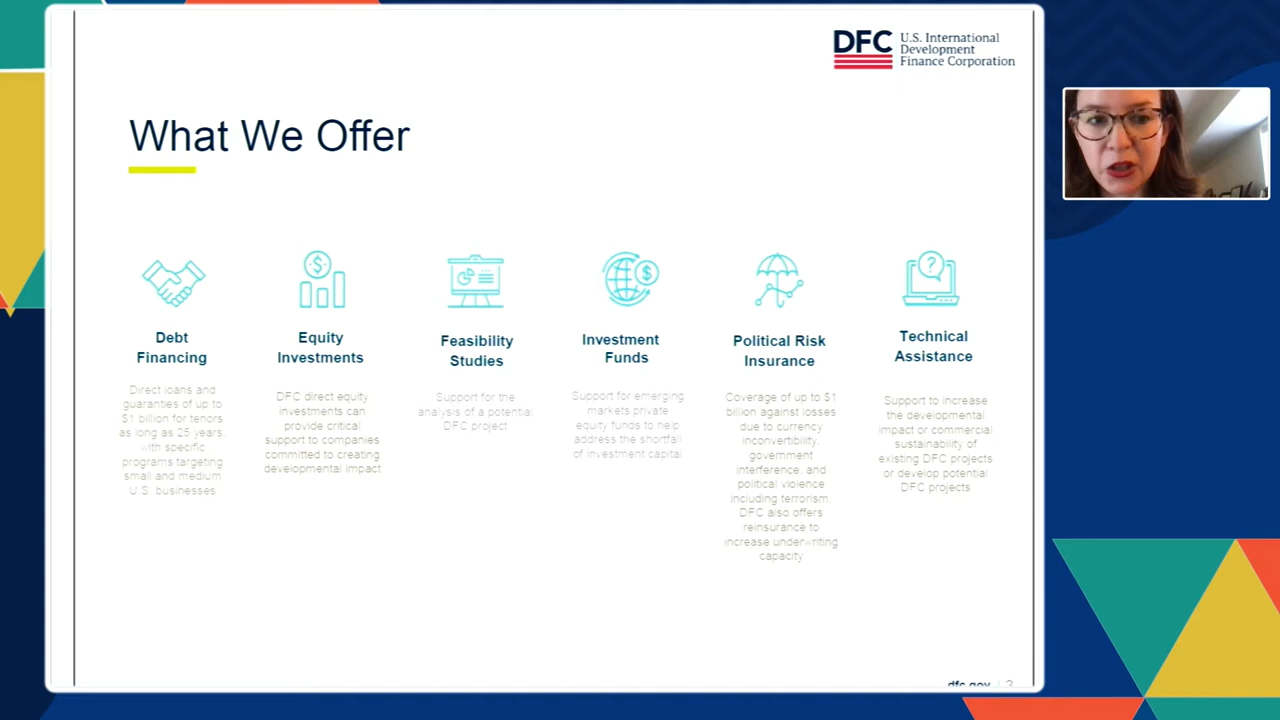 DFC
U.S. International
Development
Finance Corporation
What We Offer
Debt
Financing
Direct loans and
guaranties of up to
$1 billion for tenors
as long as 25 years,
with specific
programs targeting
small and medium
U.S. businesses
Equity
Investments
DFC direct equity
investments can
provide critical
support to companies
committed to creating
developmental impact
Feasibility
Studies
Support for the
analysis of a potential
DFC project
Investment
Funds
Support for emerging
markets private
equity funds to help
address the shortfall
of investment capital
Political Risk
Insurance
Coverage of up to $1
billion against losses
due to currency
inconvertibility,
government
interference, and
political violence
including terrorism.
DFC also offers
reinsurance to
increase underwriting
capacity
Technical
Assistance
Support to increase
the developmental
impact or commercial
sustainability of
existing DFC projects
or develop potential
DFC projects
dfc.gov |